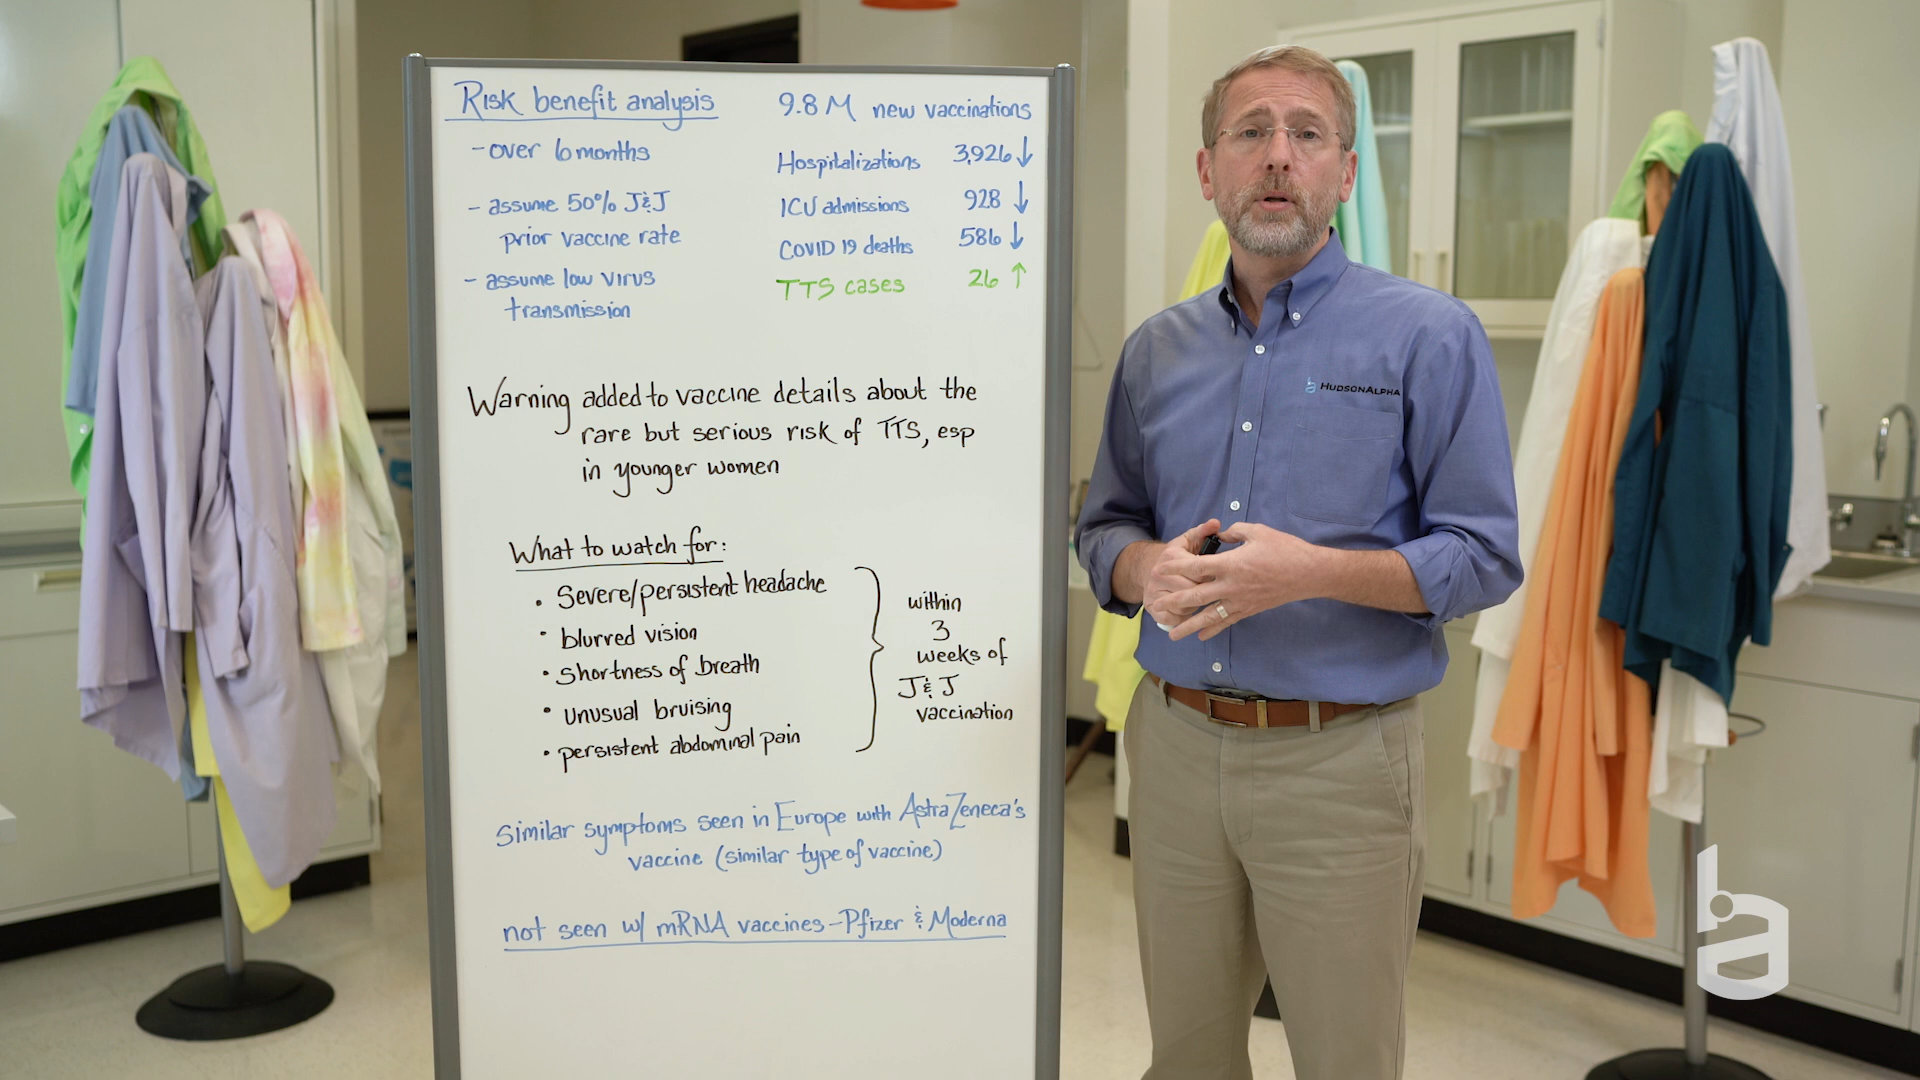 Risk benefit analysis
- over 6 months
- assume 50% J&J
prior vaccine rate
- assume low virus
transmission
9.8 M new vaccinations
Hospitalizations 3,926 ↓
ICU admissions 928 ↓
COVID 19 deaths 586 ↓
TTS cases 26 ↑
Warning added to vaccine details about the
rare but serious risk of TTS, esp
in younger women
What to watch for:
• Severe/persistent headache
• blurred vision
• shortness of breath
• unusual bruising
• persistent abdominal pain
within
3
weeks of
J&J
vaccination
Similar symptoms seen in Europe with AstraZeneca's
vaccine (similar type of vaccine)
not seen w/ mRNA vaccines - Pfizer & Moderna
HUDSONALPHA
ha